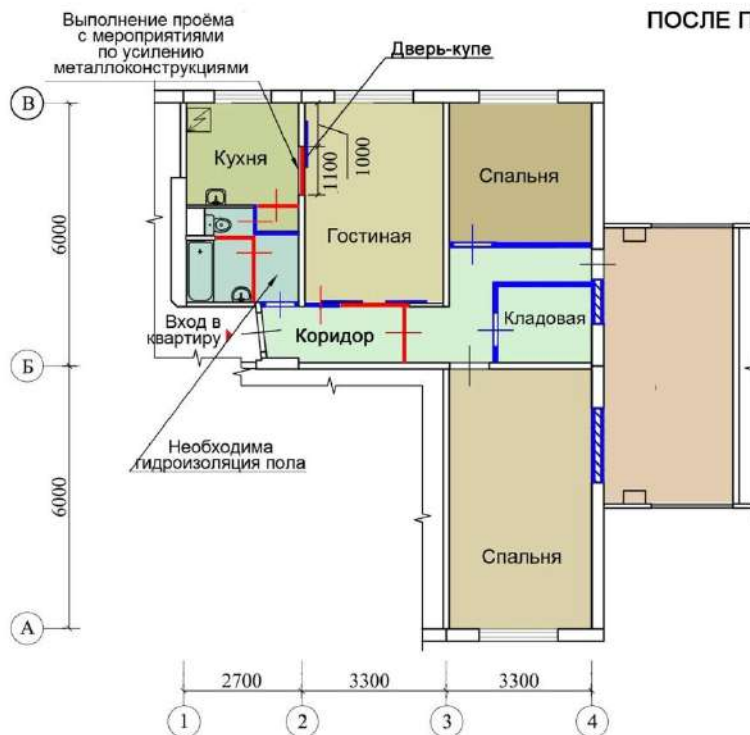 Выполнение проёма
с мероприятиями
по усилению
металлоконструкциями
ПОСЛЕ П
Дверь-купе
В
Кухня
1100
1000
Спальня
Гостиная
6000
Вход в
квартиру
Коридор
Кладовая
Б
Необходима
гидроизоляция пола
6000
Спальня
А
2700
3300
3300
1
2
3
4